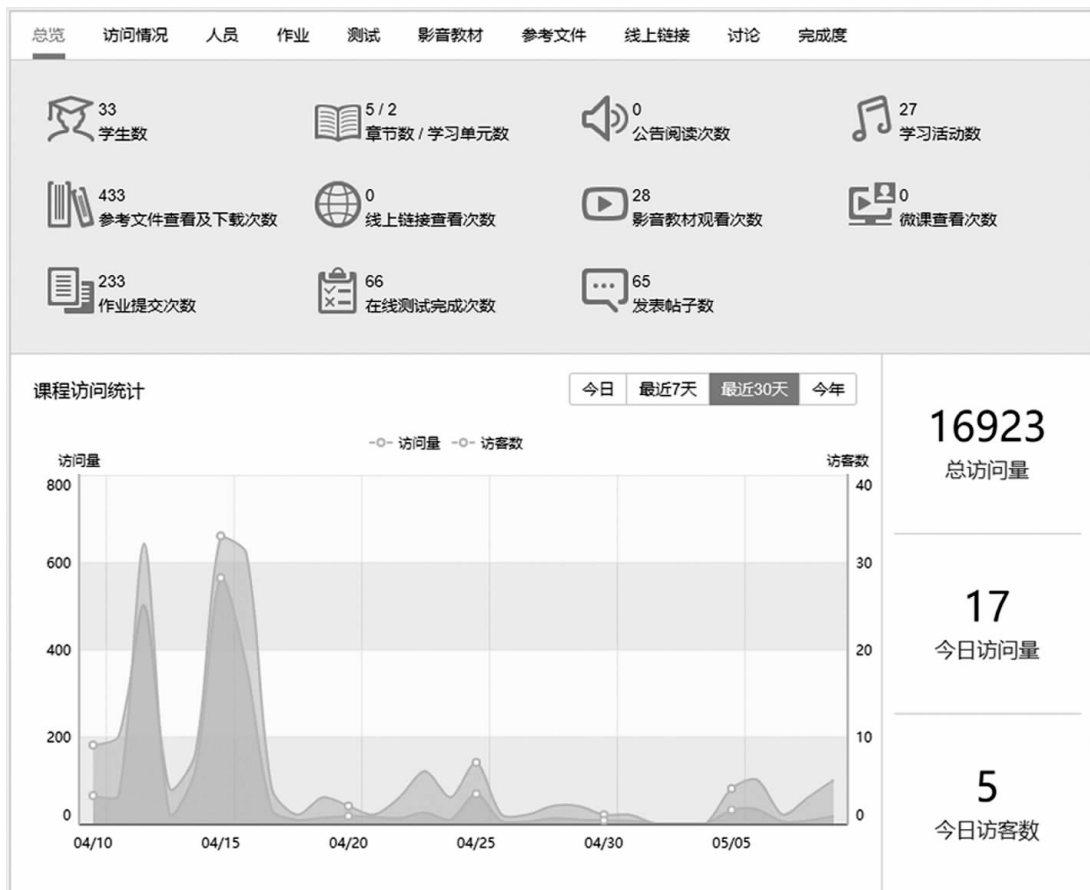 总览 访问情况 人员 作业 测试 影音教材 参考文件 线上链接 讨论 完成度
33
学生数
5 / 2
章节数 / 学习单元数
0
公告阅读次数
27
学习活动数
433
参考文件查看及下载次数
0
线上链接查看次数
28
影音教材观看次数
0
微课查看次数
233
作业提交次数
66
在线测试完成次数
65
发表帖子数
课程访问统计
今日 最近7天 最近30天 今年
访问量 访客数
访问量 访客数
800 40
600 30
400 20
200 10
0 0
04/10 04/15 04/20 04/25 04/30 05/05
16923
总访问量
17
今日访问量
5
今日访客数